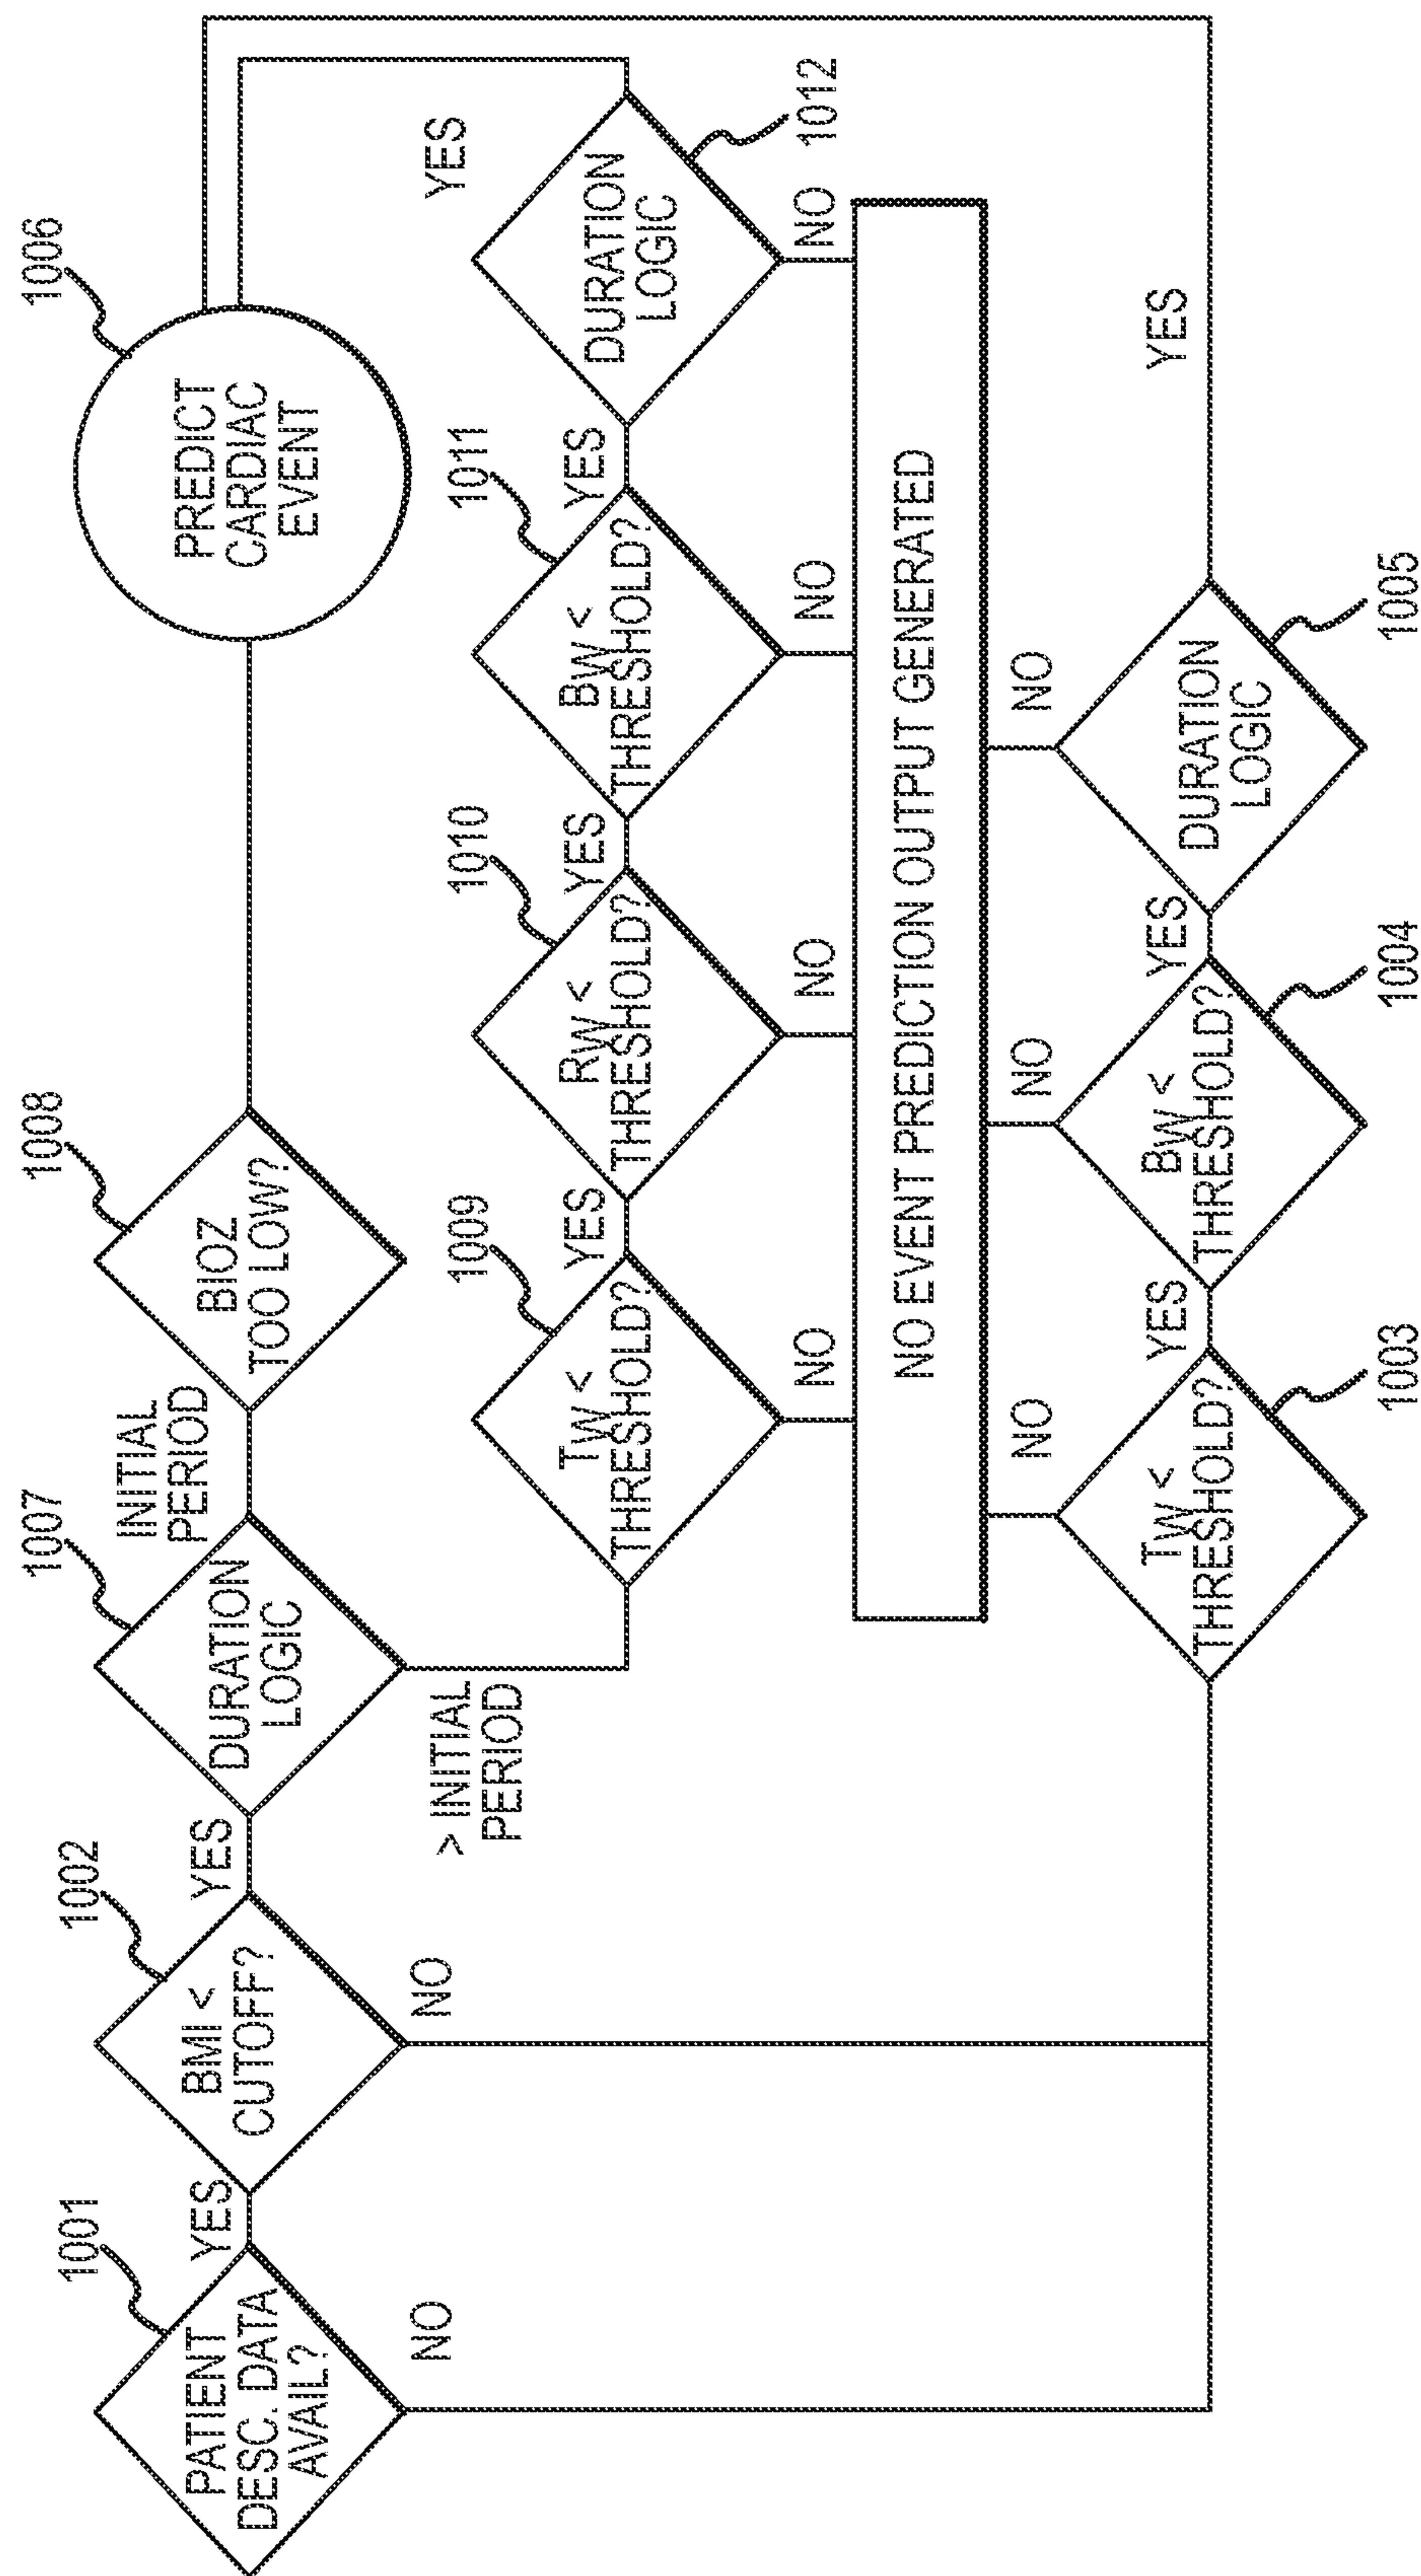 1001
PATIENT
DESC. DATA
AVAIL?
YES
NO
1002
BMI <
CUTOFF?
YES
NO
1007
DURATION
LOGIC
INITIAL
PERIOD
> INITIAL
PERIOD
1008
BIOZ
TOO LOW?
1006
PREDICT
CARDIAC
EVENT
1009
TW <
THRESHOLD?
YES
NO
1010
RW <
THRESHOLD?
YES
NO
1011
BW <
THRESHOLD?
YES
NO
DURATION
LOGIC
YES
NO
1012
NO EVENT PREDICTION OUTPUT GENERATED
NO
TW <
THRESHOLD?
YES
1003
NO
BW <
THRESHOLD?
YES
1004
NO
DURATION
LOGIC
YES
1005